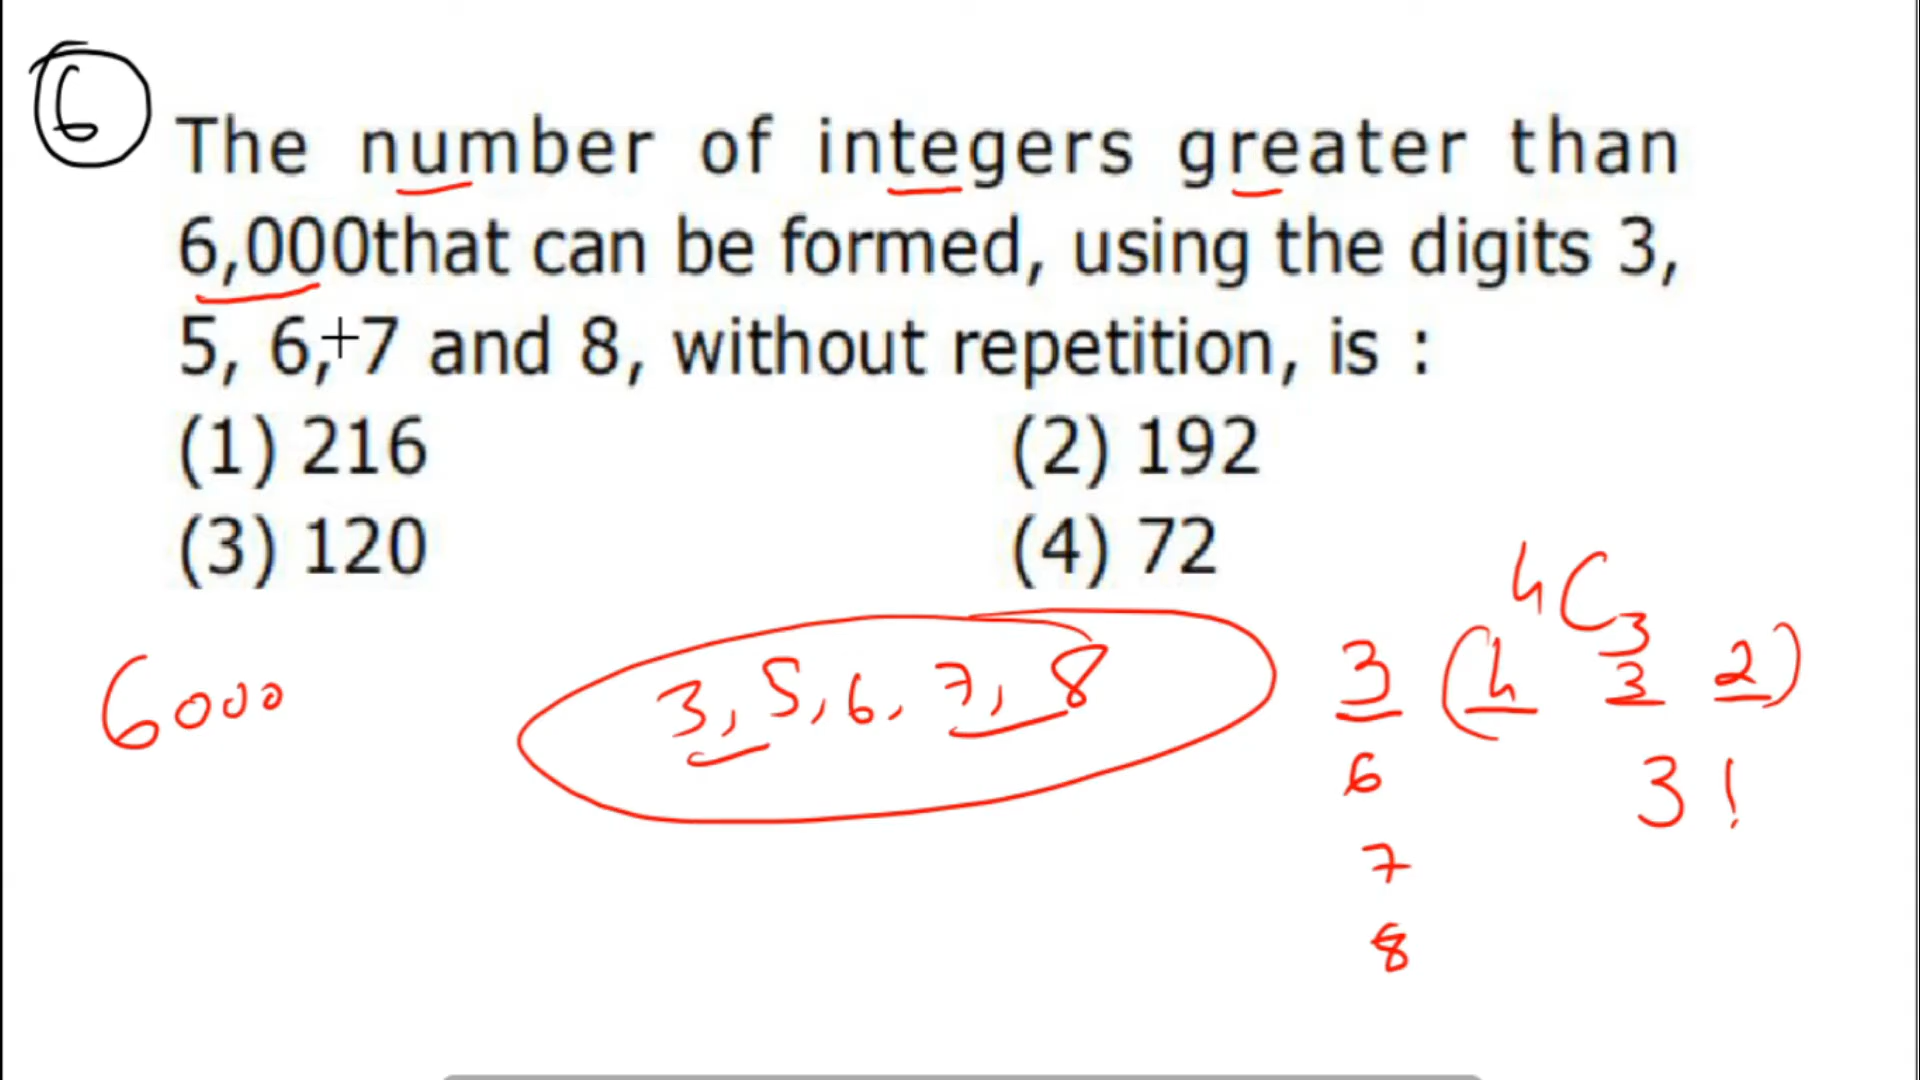 6
The number of integers greater than
6,000that can be formed, using the digits 3,
5, 6, 7 and 8, without repetition, is :
(1) 216 (2) 192
(3) 120 (4) 72
4C3
6000 3, 5, 6, 7, 8 3 (4 3 2)
6 3!
7
8